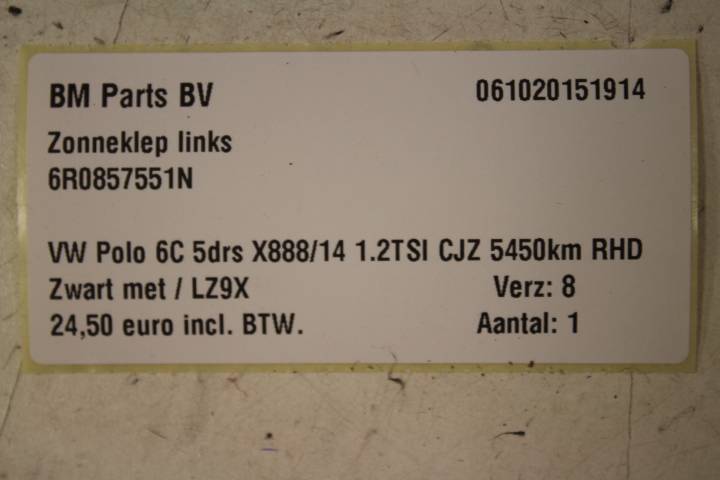 BM Parts BV 061020151914
Zonneklep links
6R0857551N
VW Polo 6C 5drs X888/14 1.2TSI CJZ 5450km RHD
Zwart met / LZ9X Verz: 8
24,50 euro incl. BTW. Aantal: 1